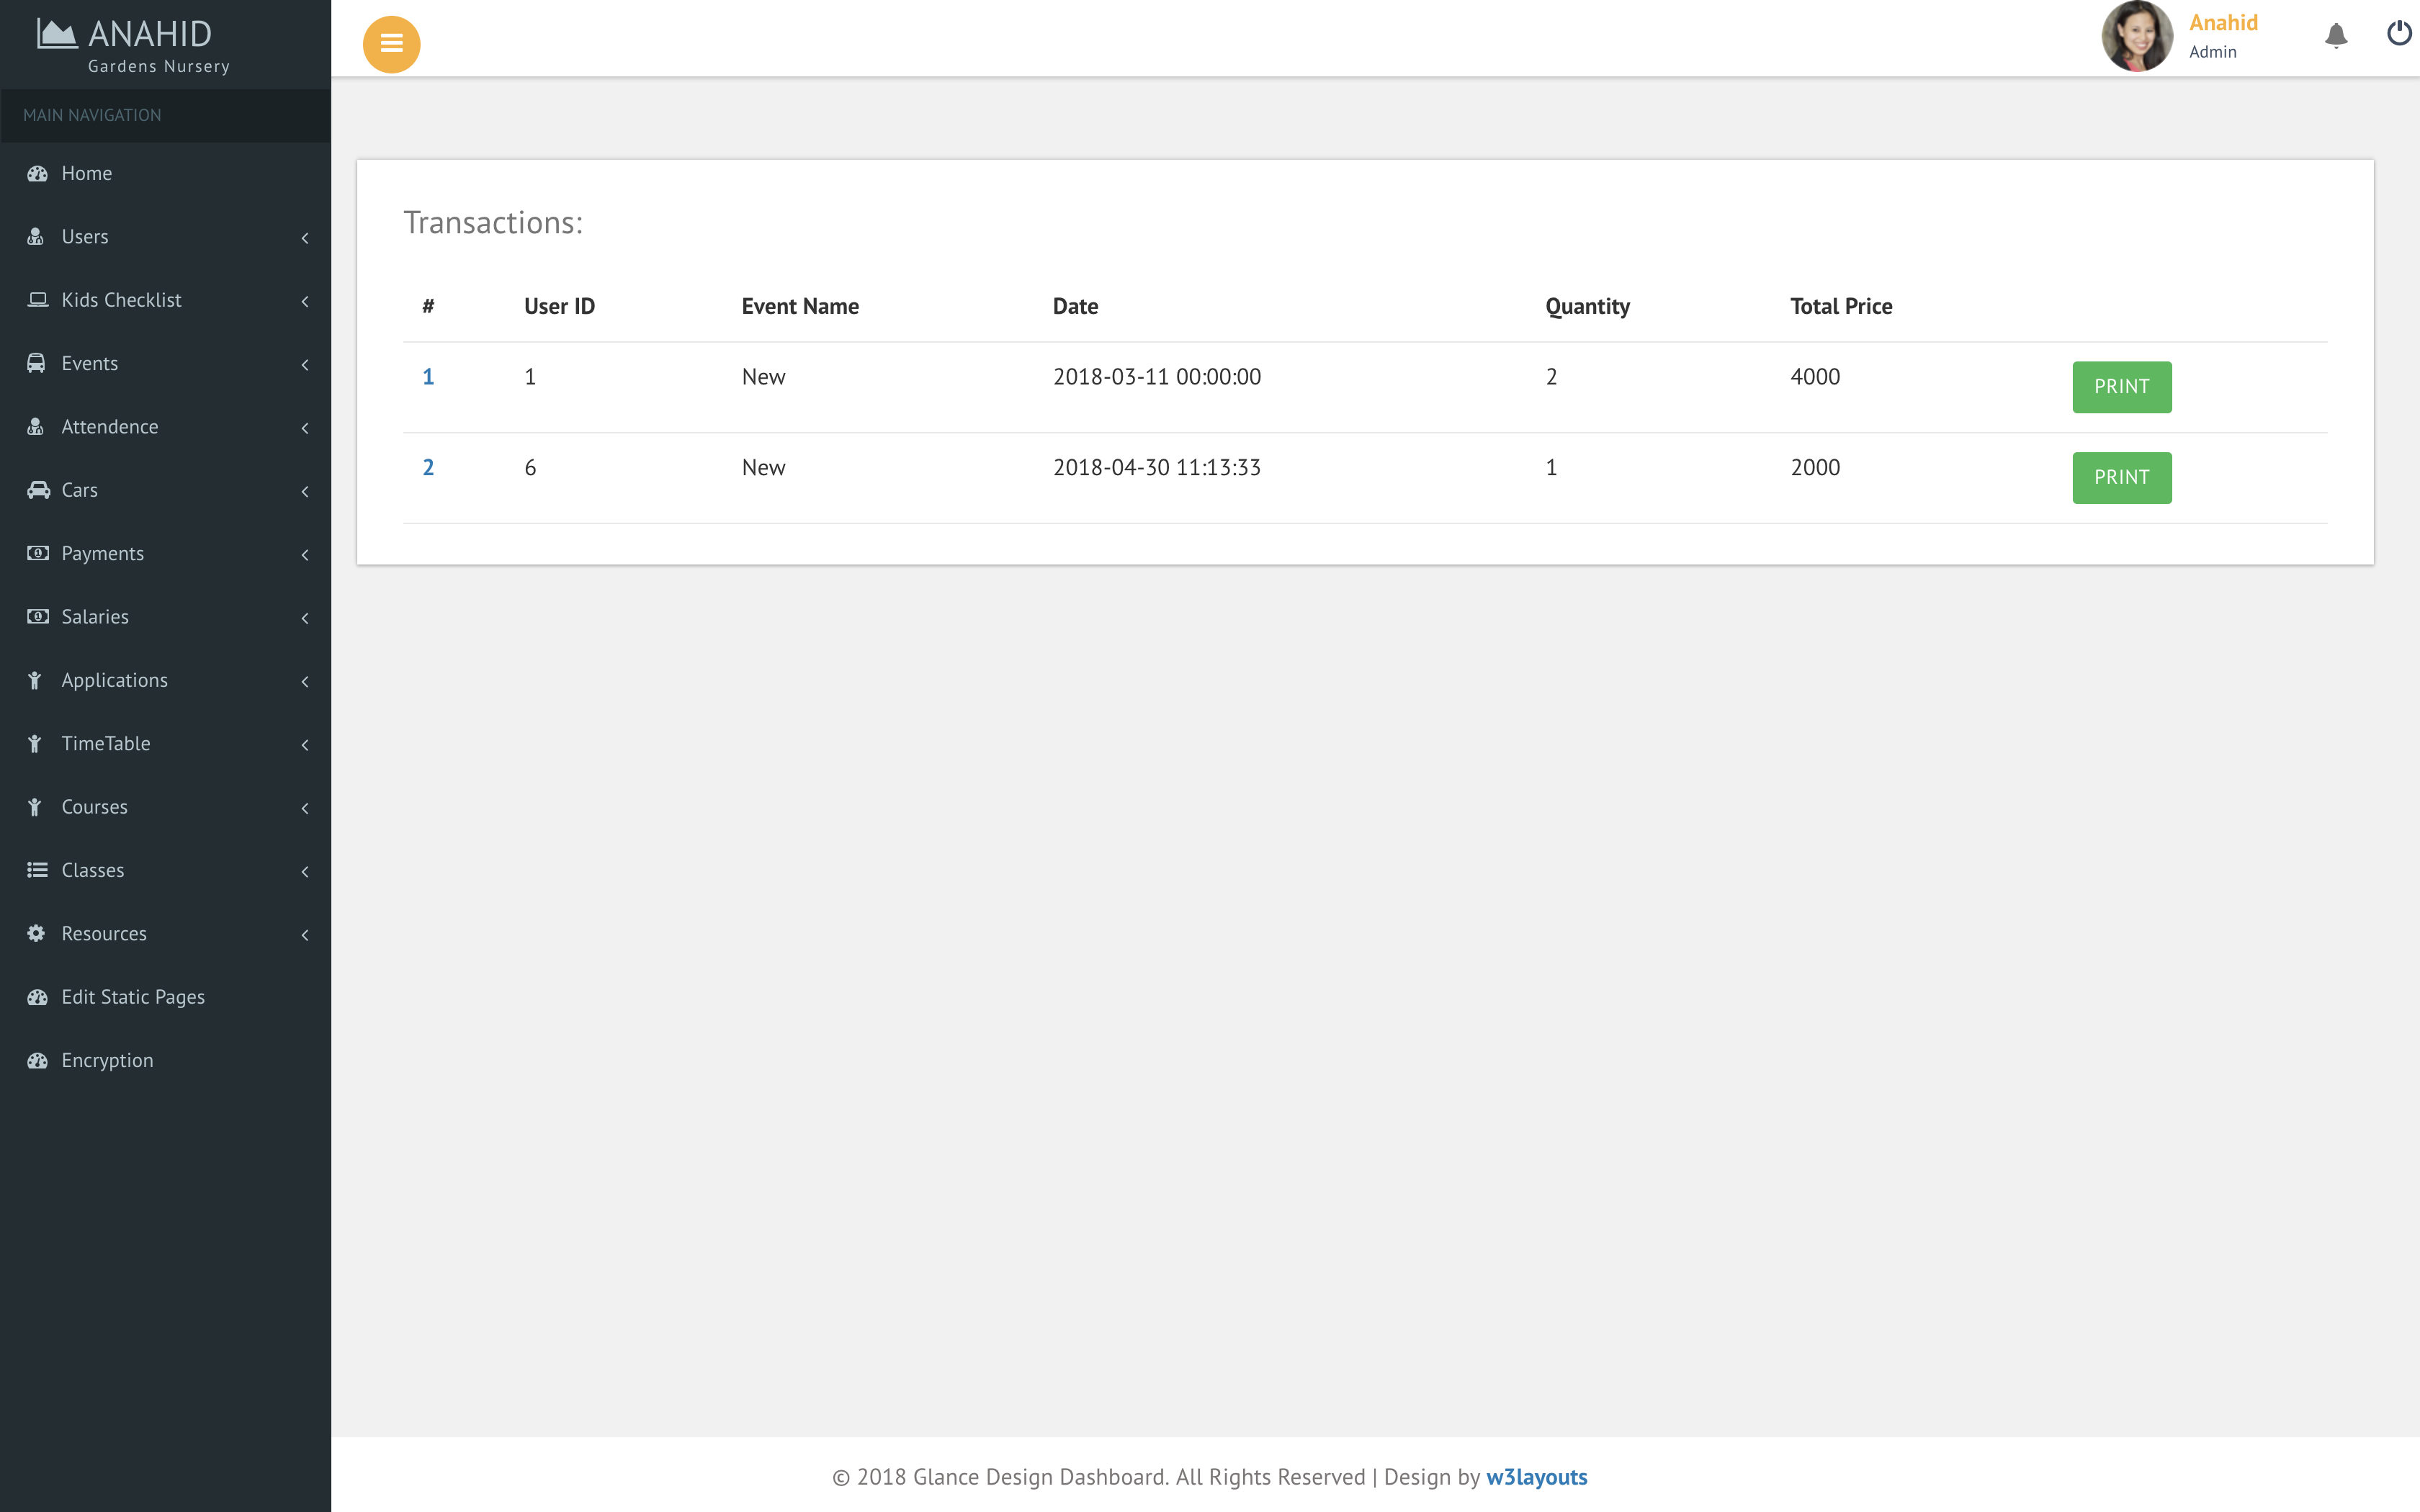 ANAHID
Gardens Nursery
MAIN NAVIGATION
Home
Users
Kids Checklist
Events
Attendence
Cars
Payments
Salaries
Applications
TimeTable
Courses
Classes
Resources
Edit Static Pages
Encryption
Anahid
Admin
Transactions:
# User ID Event Name Date Quantity Total Price
1 1 New 2018-03-11 00:00:00 2 4000 PRINT
2 6 New 2018-04-30 11:13:33 1 2000 PRINT
© 2018 Glance Design Dashboard. All Rights Reserved | Design by w3layouts